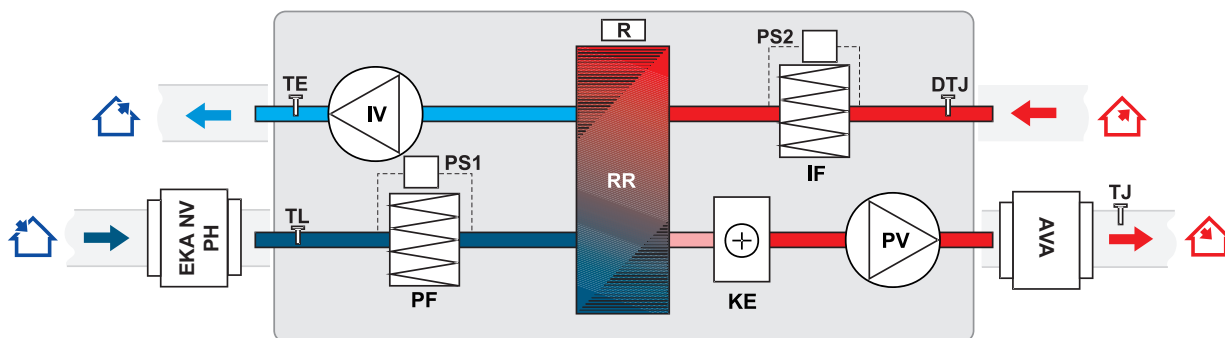 R
PS2
TE
DTJ
IV
PS1
RR
IF
EKA NV
PH
TL
TJ
AVA
PV
PF
KE